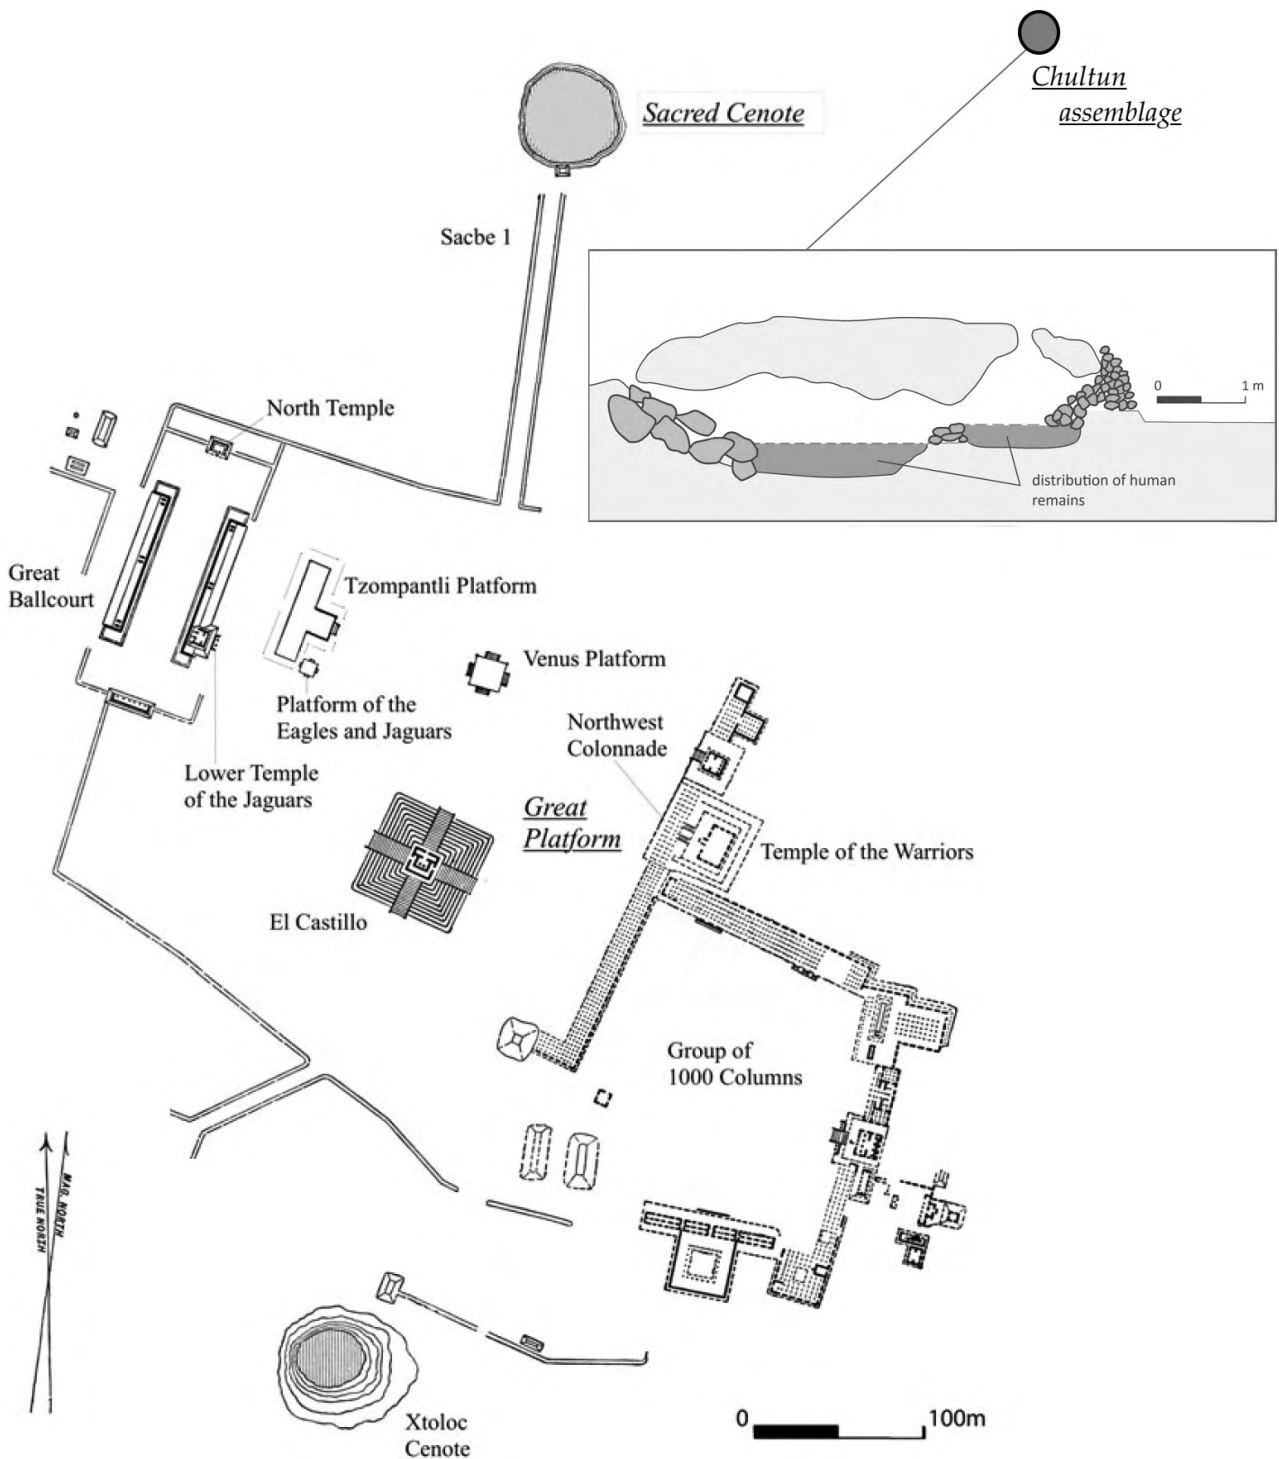 Chultun
assemblage
Sacred Cenote
Sacbe 1
0 1 m
distribution of human
remains
North Temple
Great
Ballcourt
Tzompantli Platform
Venus Platform
Platform of the
Eagles and Jaguars
Northwest
Colonnade
Lower Temple
of the Jaguars
Great
Platform
Temple of the Warriors
El Castillo
Group of
1000 Columns
MAG. NORTH
TRUE NORTH
Xtoloc
Cenote
0 100m